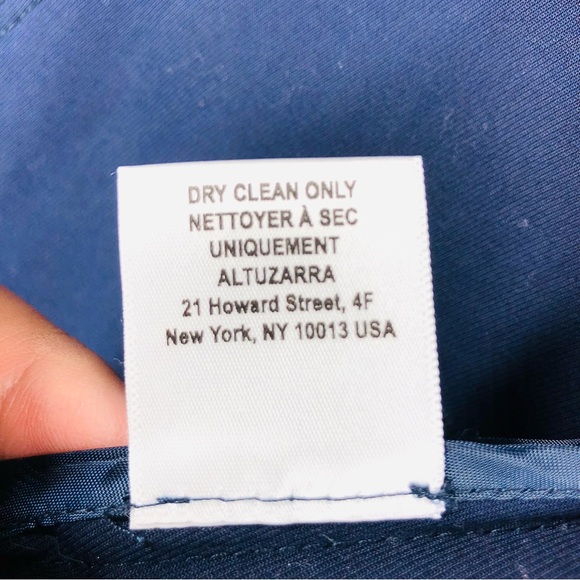 DRY CLEAN ONLY
NETTOYER À SEC
UNIQUEMENT
ALTUZARRA
21 Howard Street, 4F
New York, NY 10013 USA